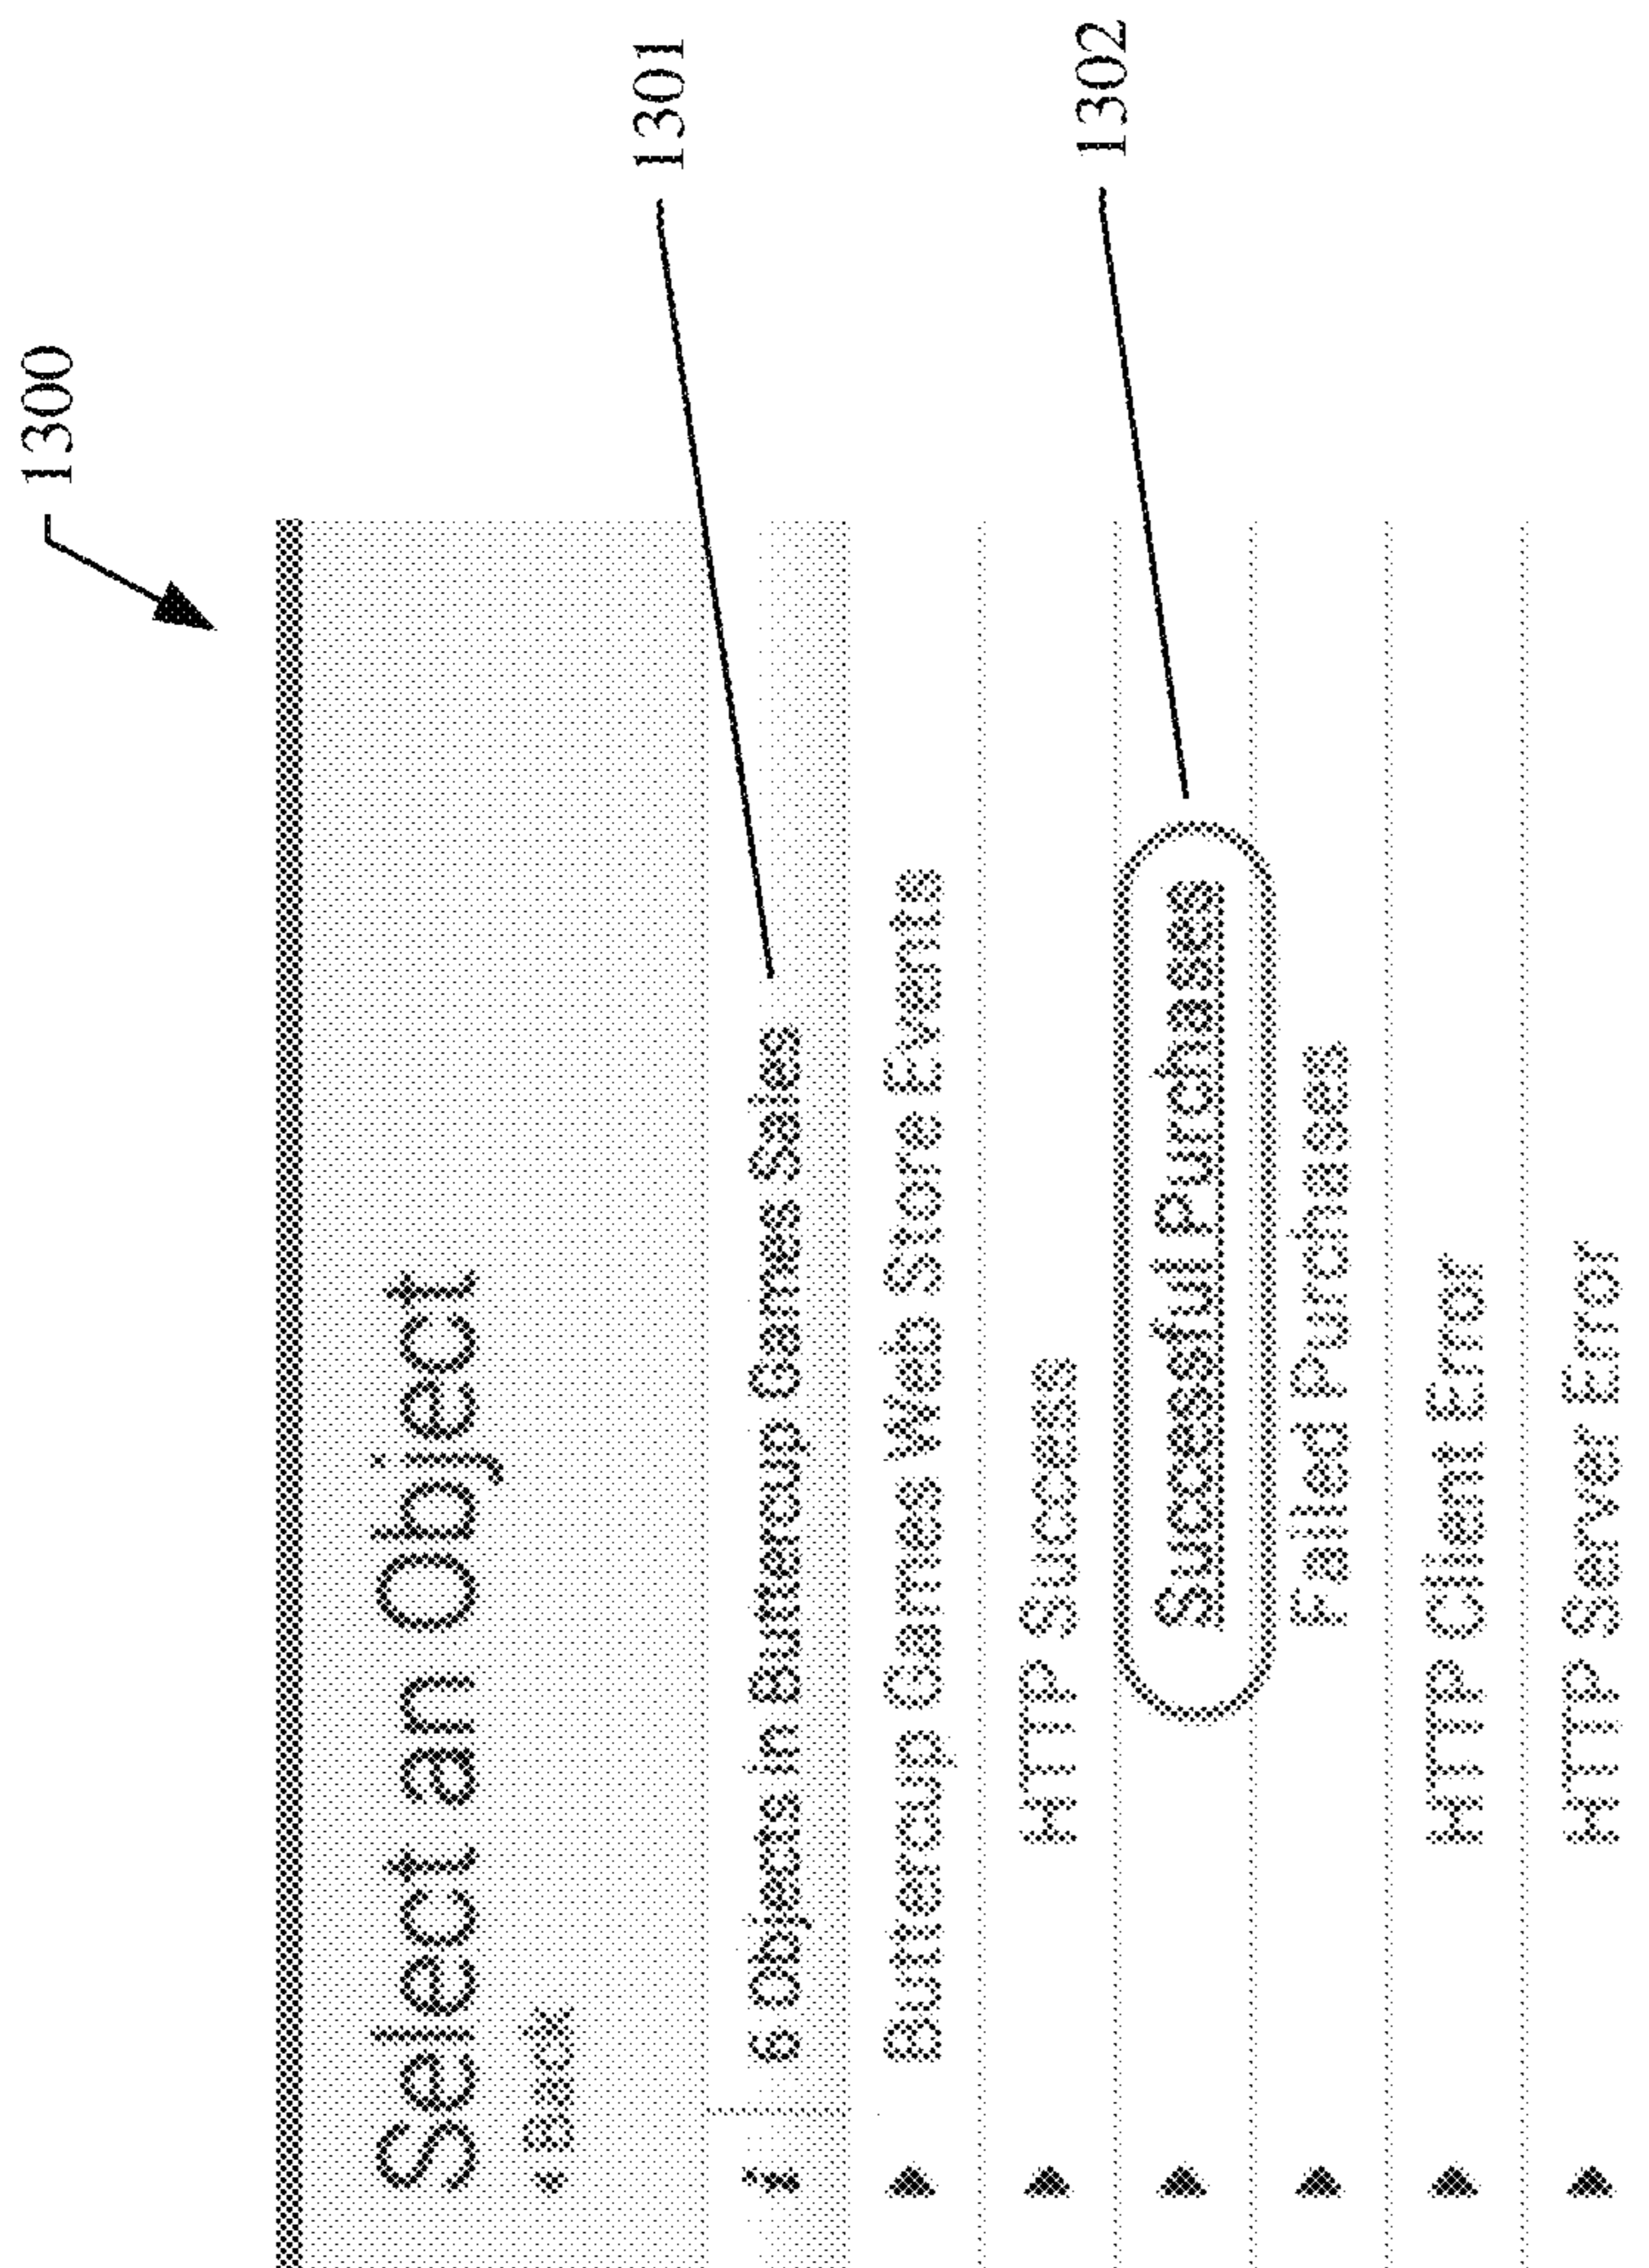 1300
Select an Object
< Back
i 6 Objects in Buttercup Games Sales
1301
Buttercup Games Web Store Events
HTTP Success
Successful Purchases
1302
Failed Purchases
HTTP Client Error
HTTP Server Error